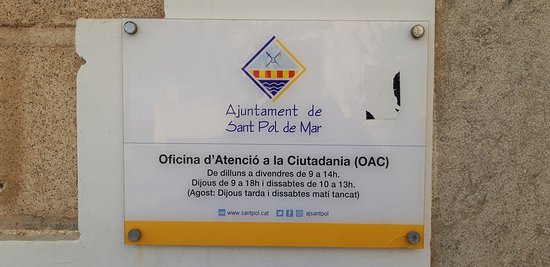 Ajuntament de
Sant Pol de Mar
Oficina d'Atenció a la Ciutadania (OAC)
De dilluns a divendres de 9 a 14h.
Dijous de 9 a 18h i dissabtes de 10 a 13h.
(Agost: Dijous tarda i dissabtes matí tancat)
www.santpol.cat ajsantpol